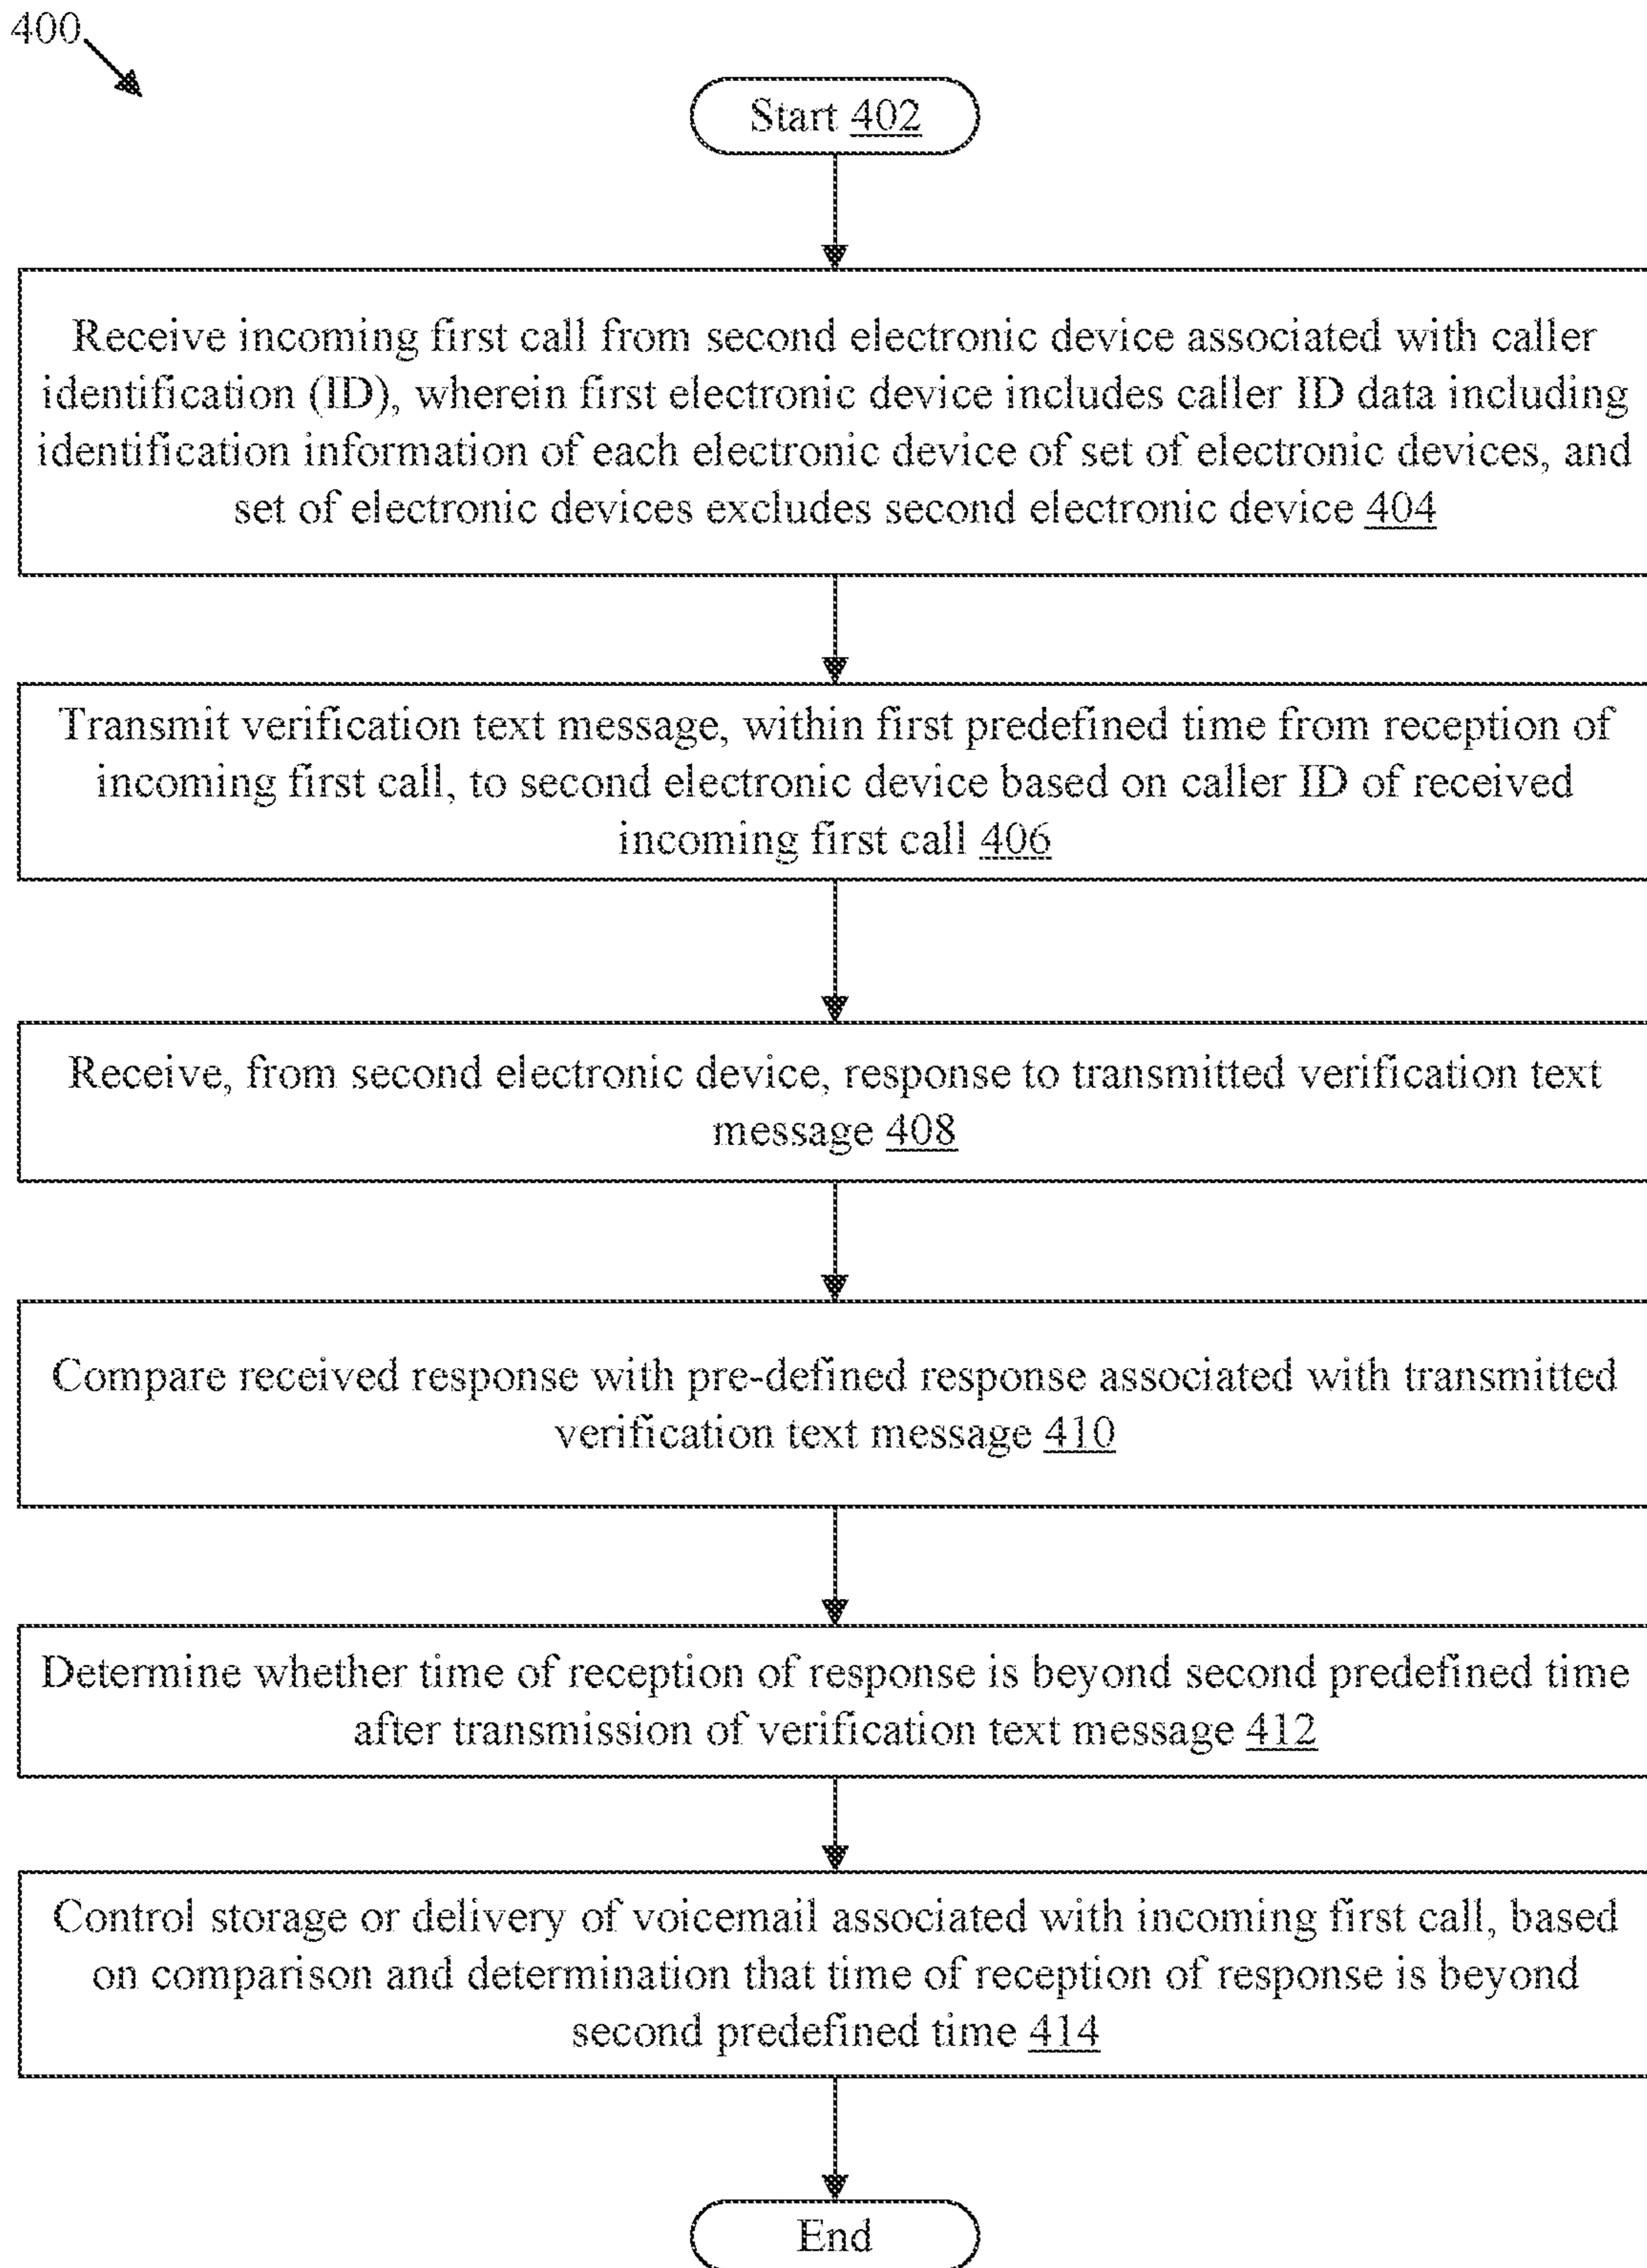 400
Start 402
Receive incoming first call from second electronic device associated with caller
identification (ID), wherein first electronic device includes caller ID data including
identification information of each electronic device of set of electronic devices, and
set of electronic devices excludes second electronic device 404
Transmit verification text message, within first predefined time from reception of
incoming first call, to second electronic device based on caller ID of received
incoming first call 406
Receive, from second electronic device, response to transmitted verification text
message 408
Compare received response with pre-defined response associated with transmitted
verification text message 410
Determine whether time of reception of response is beyond second predefined time
after transmission of verification text message 412
Control storage or delivery of voicemail associated with incoming first call, based
on comparison and determination that time of reception of response is beyond
second predefined time 414
End